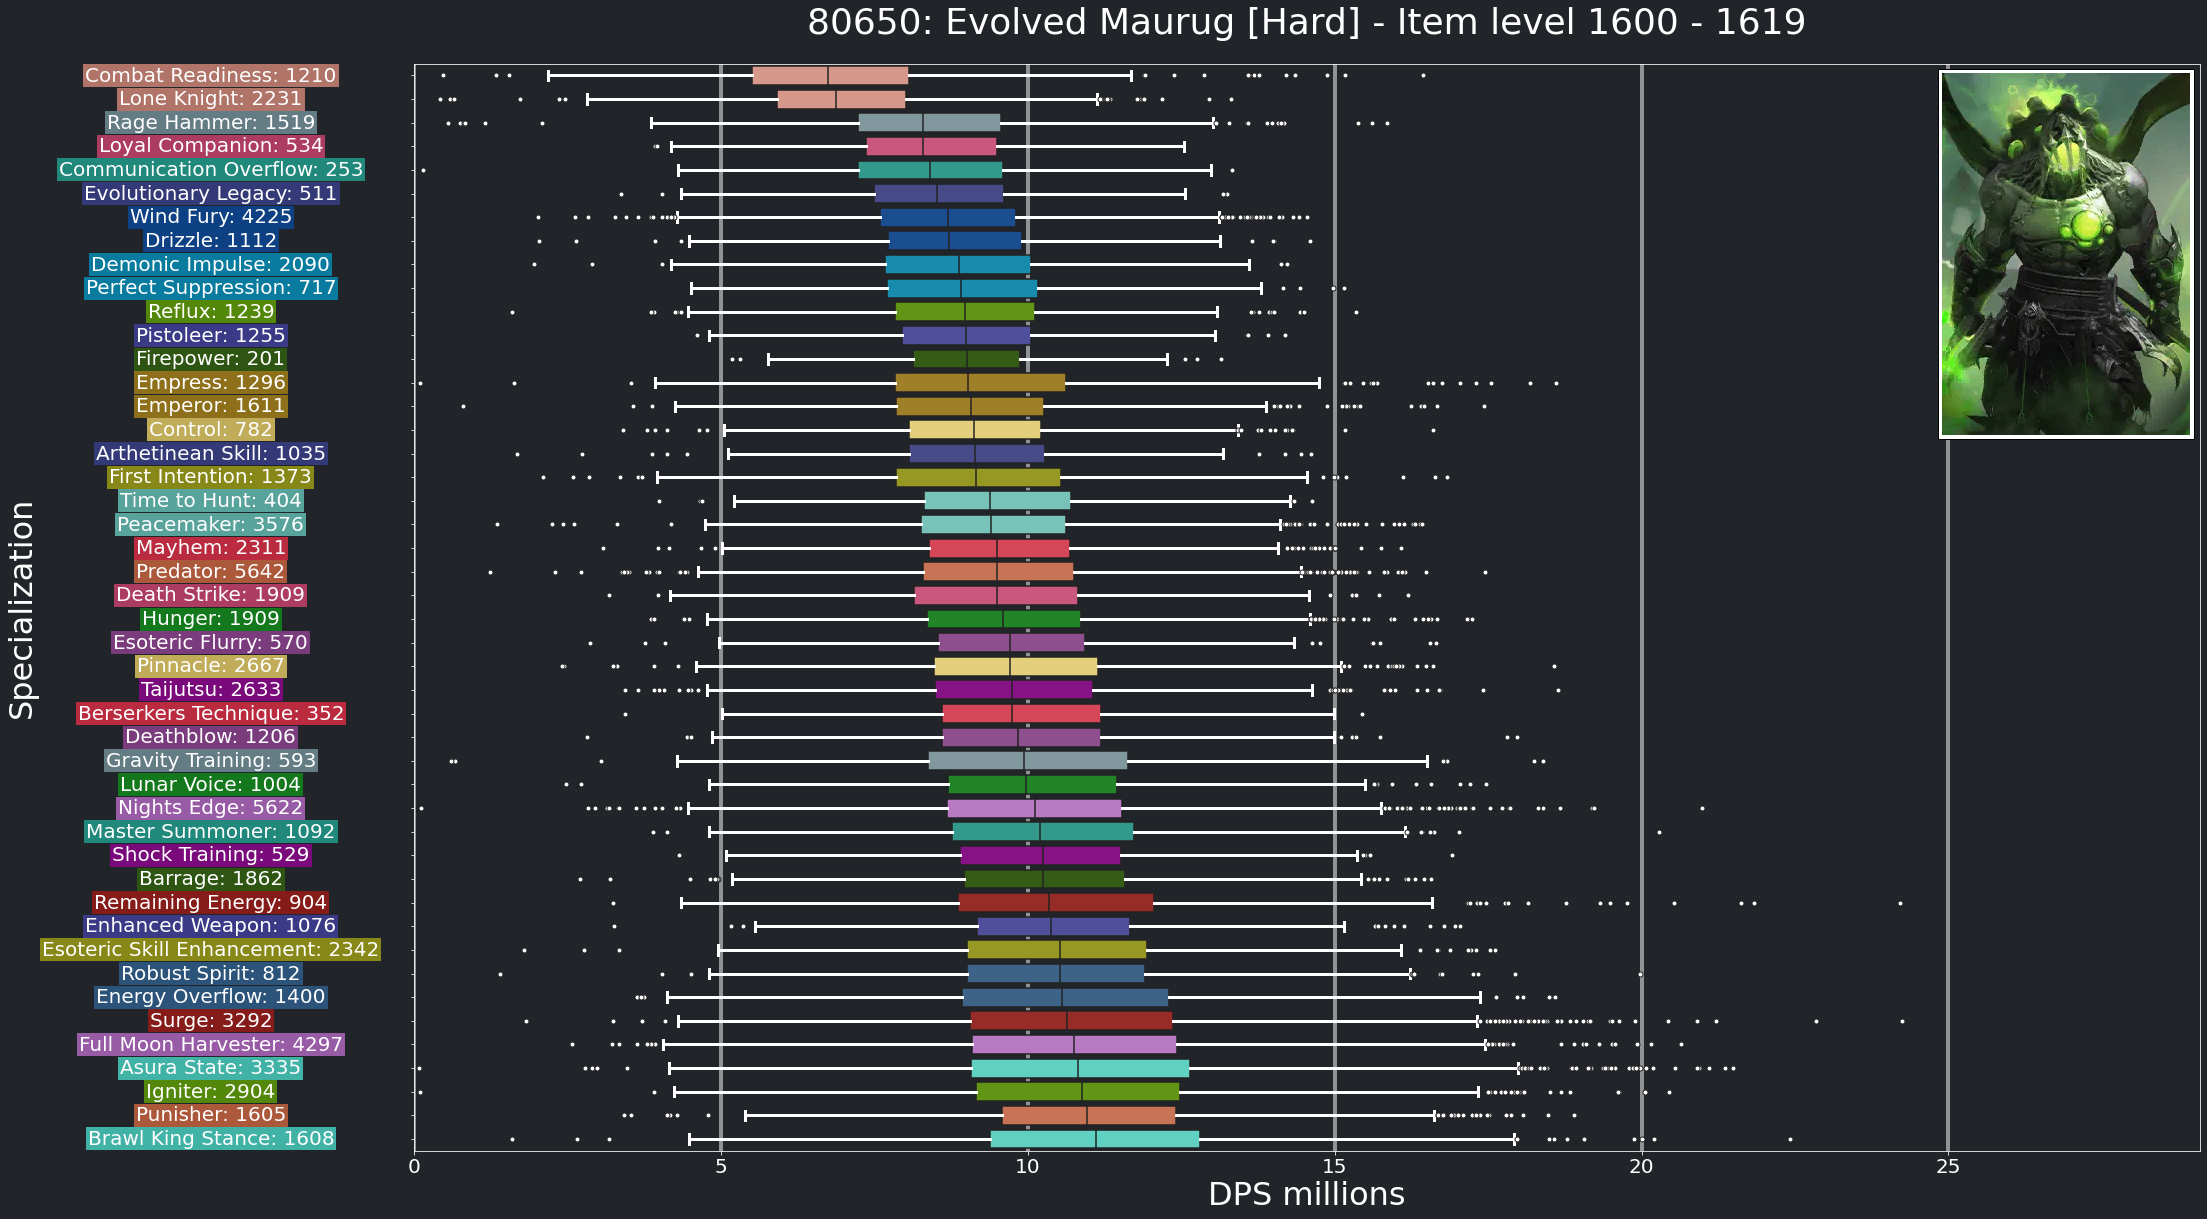 80650: Evolved Maurug [Hard] - Item level 1600 - 1619
Combat Readiness: 1210
Lone Knight: 2231
Rage Hammer: 1519
Loyal Companion: 534
Communication Overflow: 253
Evolutionary Legacy: 511
Wind Fury: 4225
Drizzle: 1112
Demonic Impulse: 2090
Perfect Suppression: 717
Reflux: 1239
Pistoleer: 1255
Firepower: 201
Empress: 1296
Emperor: 1611
Control: 782
Arthetinean Skill: 1035
First Intention: 1373
Time to Hunt: 404
Peacemaker: 3576
Mayhem: 2311
Predator: 5642
Death Strike: 1909
Hunger: 1909
Esoteric Flurry: 570
Pinnacle: 2667
Taijutsu: 2633
Berserkers Technique: 352
Deathblow: 1206
Gravity Training: 593
Lunar Voice: 1004
Nights Edge: 5622
Master Summoner: 1092
Shock Training: 529
Barrage: 1862
Remaining Energy: 904
Enhanced Weapon: 1076
Esoteric Skill Enhancement: 2342
Robust Spirit: 812
Energy Overflow: 1400
Surge: 3292
Full Moon Harvester: 4297
Asura State: 3335
Igniter: 2904
Punisher: 1605
Brawl King Stance: 1608
Specialization
0 5 10 15 20 25
DPS millions